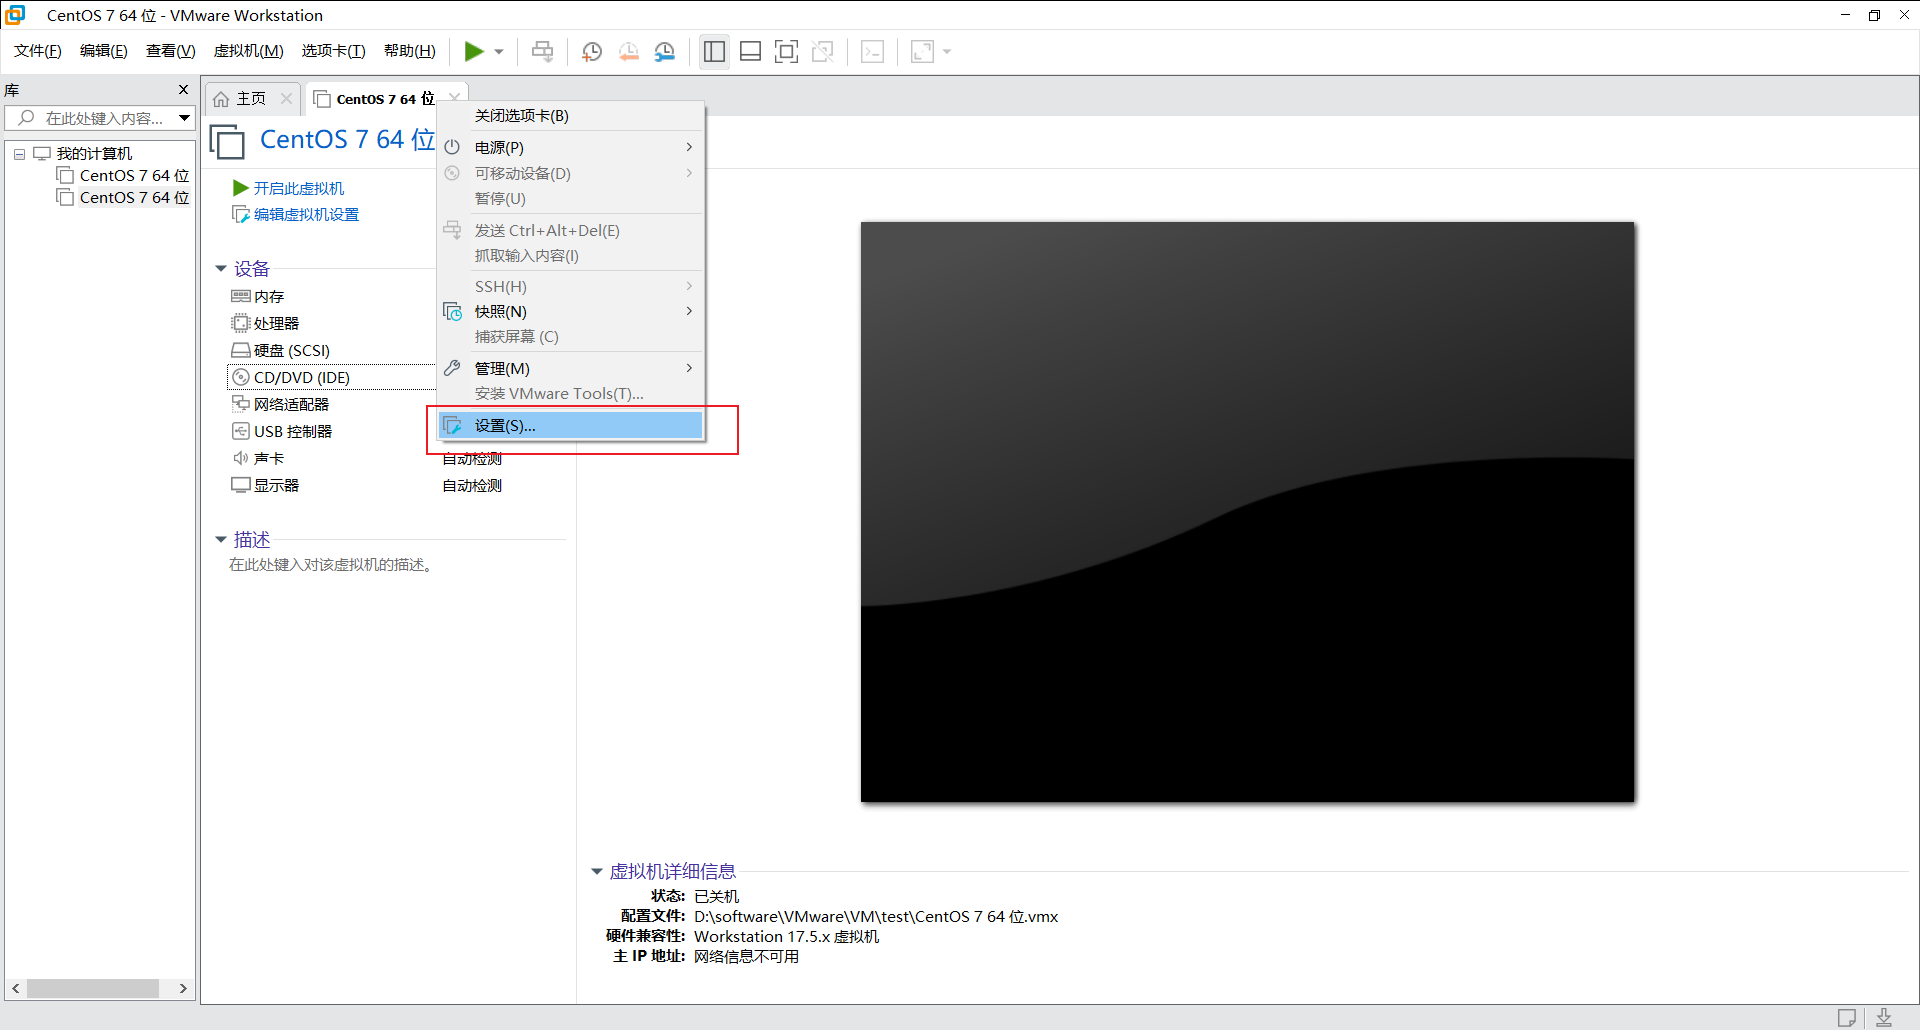 CentOS 7 64 位 - VMware Workstation
文件(F) 编辑(E) 查看(V) 虚拟机(M) 选项卡(T) 帮助(H)
库
在此处键入内容...
我的计算机
CentOS 7 64 位
CentOS 7 64 位
主页
CentOS 7 64 位
CentOS 7 64 位
开启此虚拟机
编辑虚拟机设置
设备
内存
处理器
硬盘 (SCSI)
CD/DVD (IDE)
网络适配器
USB 控制器
声卡 自动检测
显示器 自动检测
描述
在此处键入对该虚拟机的描述。
关闭选项卡(B)
电源(P)
可移动设备(D)
暂停(U)
发送 Ctrl+Alt+Del(E)
抓取输入内容(I)
SSH(H)
快照(N)
捕获屏幕 (C)
管理(M)
安装 VMware Tools(T)...
设置(S)...
虚拟机详细信息
状态: 已关机
配置文件: D:\software\VMware\VM\test\CentOS 7 64 位.vmx
硬件兼容性: Workstation 17.5.x 虚拟机
主 IP 地址: 网络信息不可用